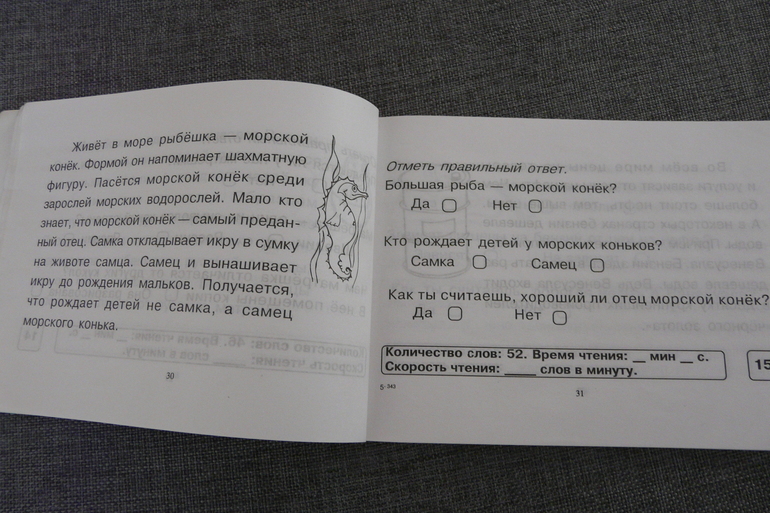 Живёт в море рыбёшка — морской
конёк. Формой он напоминает шахматную
фигуру. Пасётся морской конёк среди
зарослей морских водорослей. Мало кто
знает, что морской конёк — самый предан-
ный отец. Самка откладывает икру в сумку
на животе самца. Самец и вынашивает
икру до рождения мальков. Получается,
что рождает детей не самка, а самец
морского конька.
30
Отметь правильный ответ.
Большая рыба — морской конёк?
Да Нет
Кто рождает детей у морских коньков?
Самка Самец
Как ты считаешь, хороший ли отец морской конёк?
Да Нет
Количество слов: 52. Время чтения: __ мин __ с.
Скорость чтения: _____ слов в минуту.
15
5-343
31